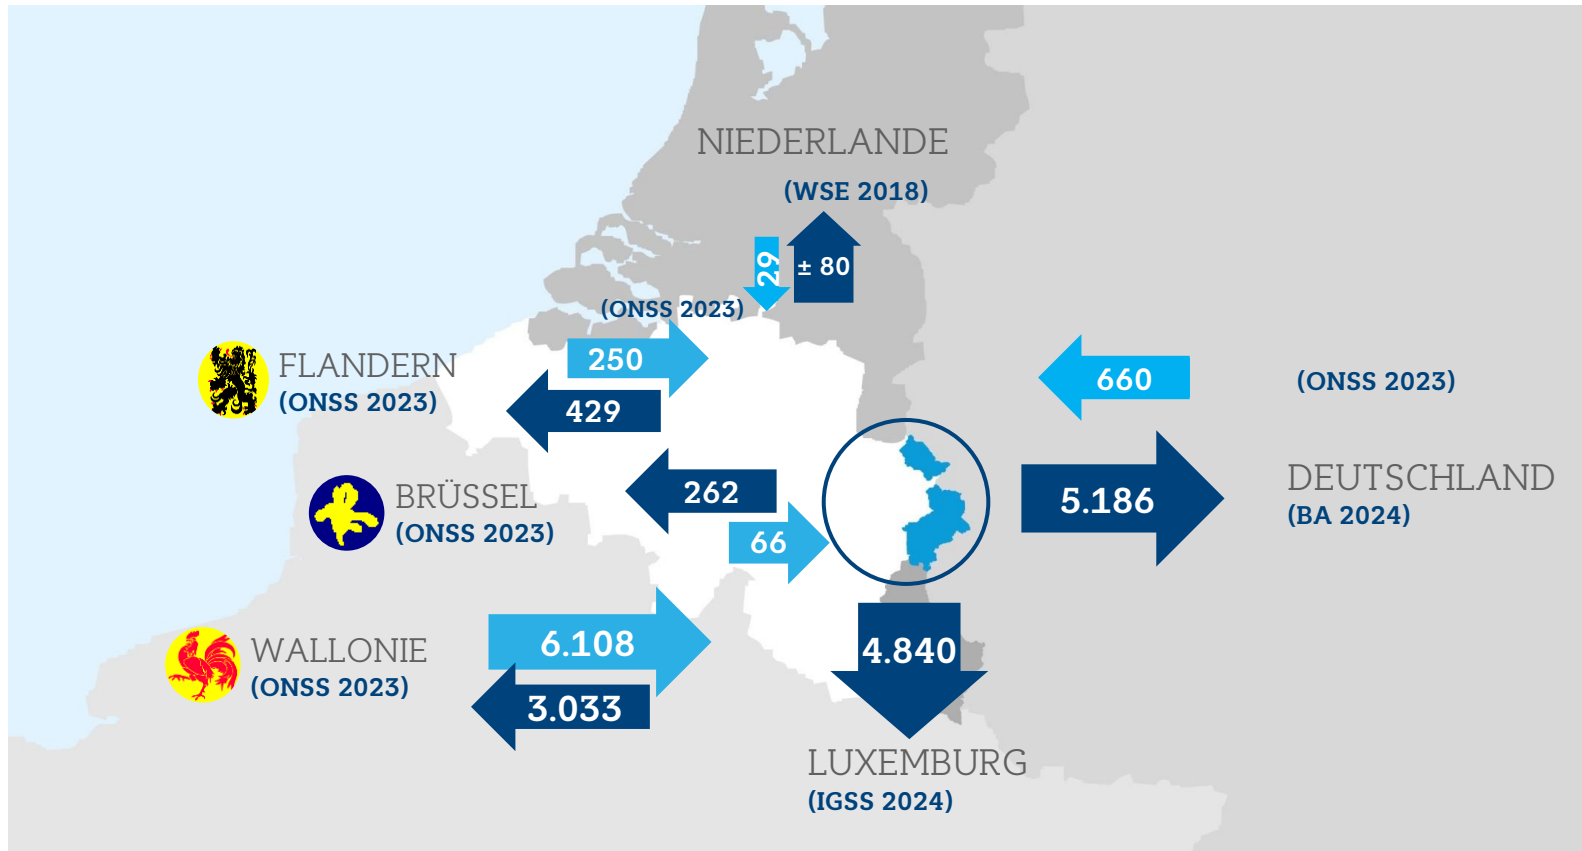 NIEDERLANDE
(WSE 2018)
29
± 80
(ONSS 2023)
FLANDERN
(ONSS 2023)
250
429
660
(ONSS 2023)
BRÜSSEL
(ONSS 2023)
262
66
5.186
DEUTSCHLAND
(BA 2024)
WALLONIE
(ONSS 2023)
6.108
3.033
4.840
LUXEMBURG
(IGSS 2024)